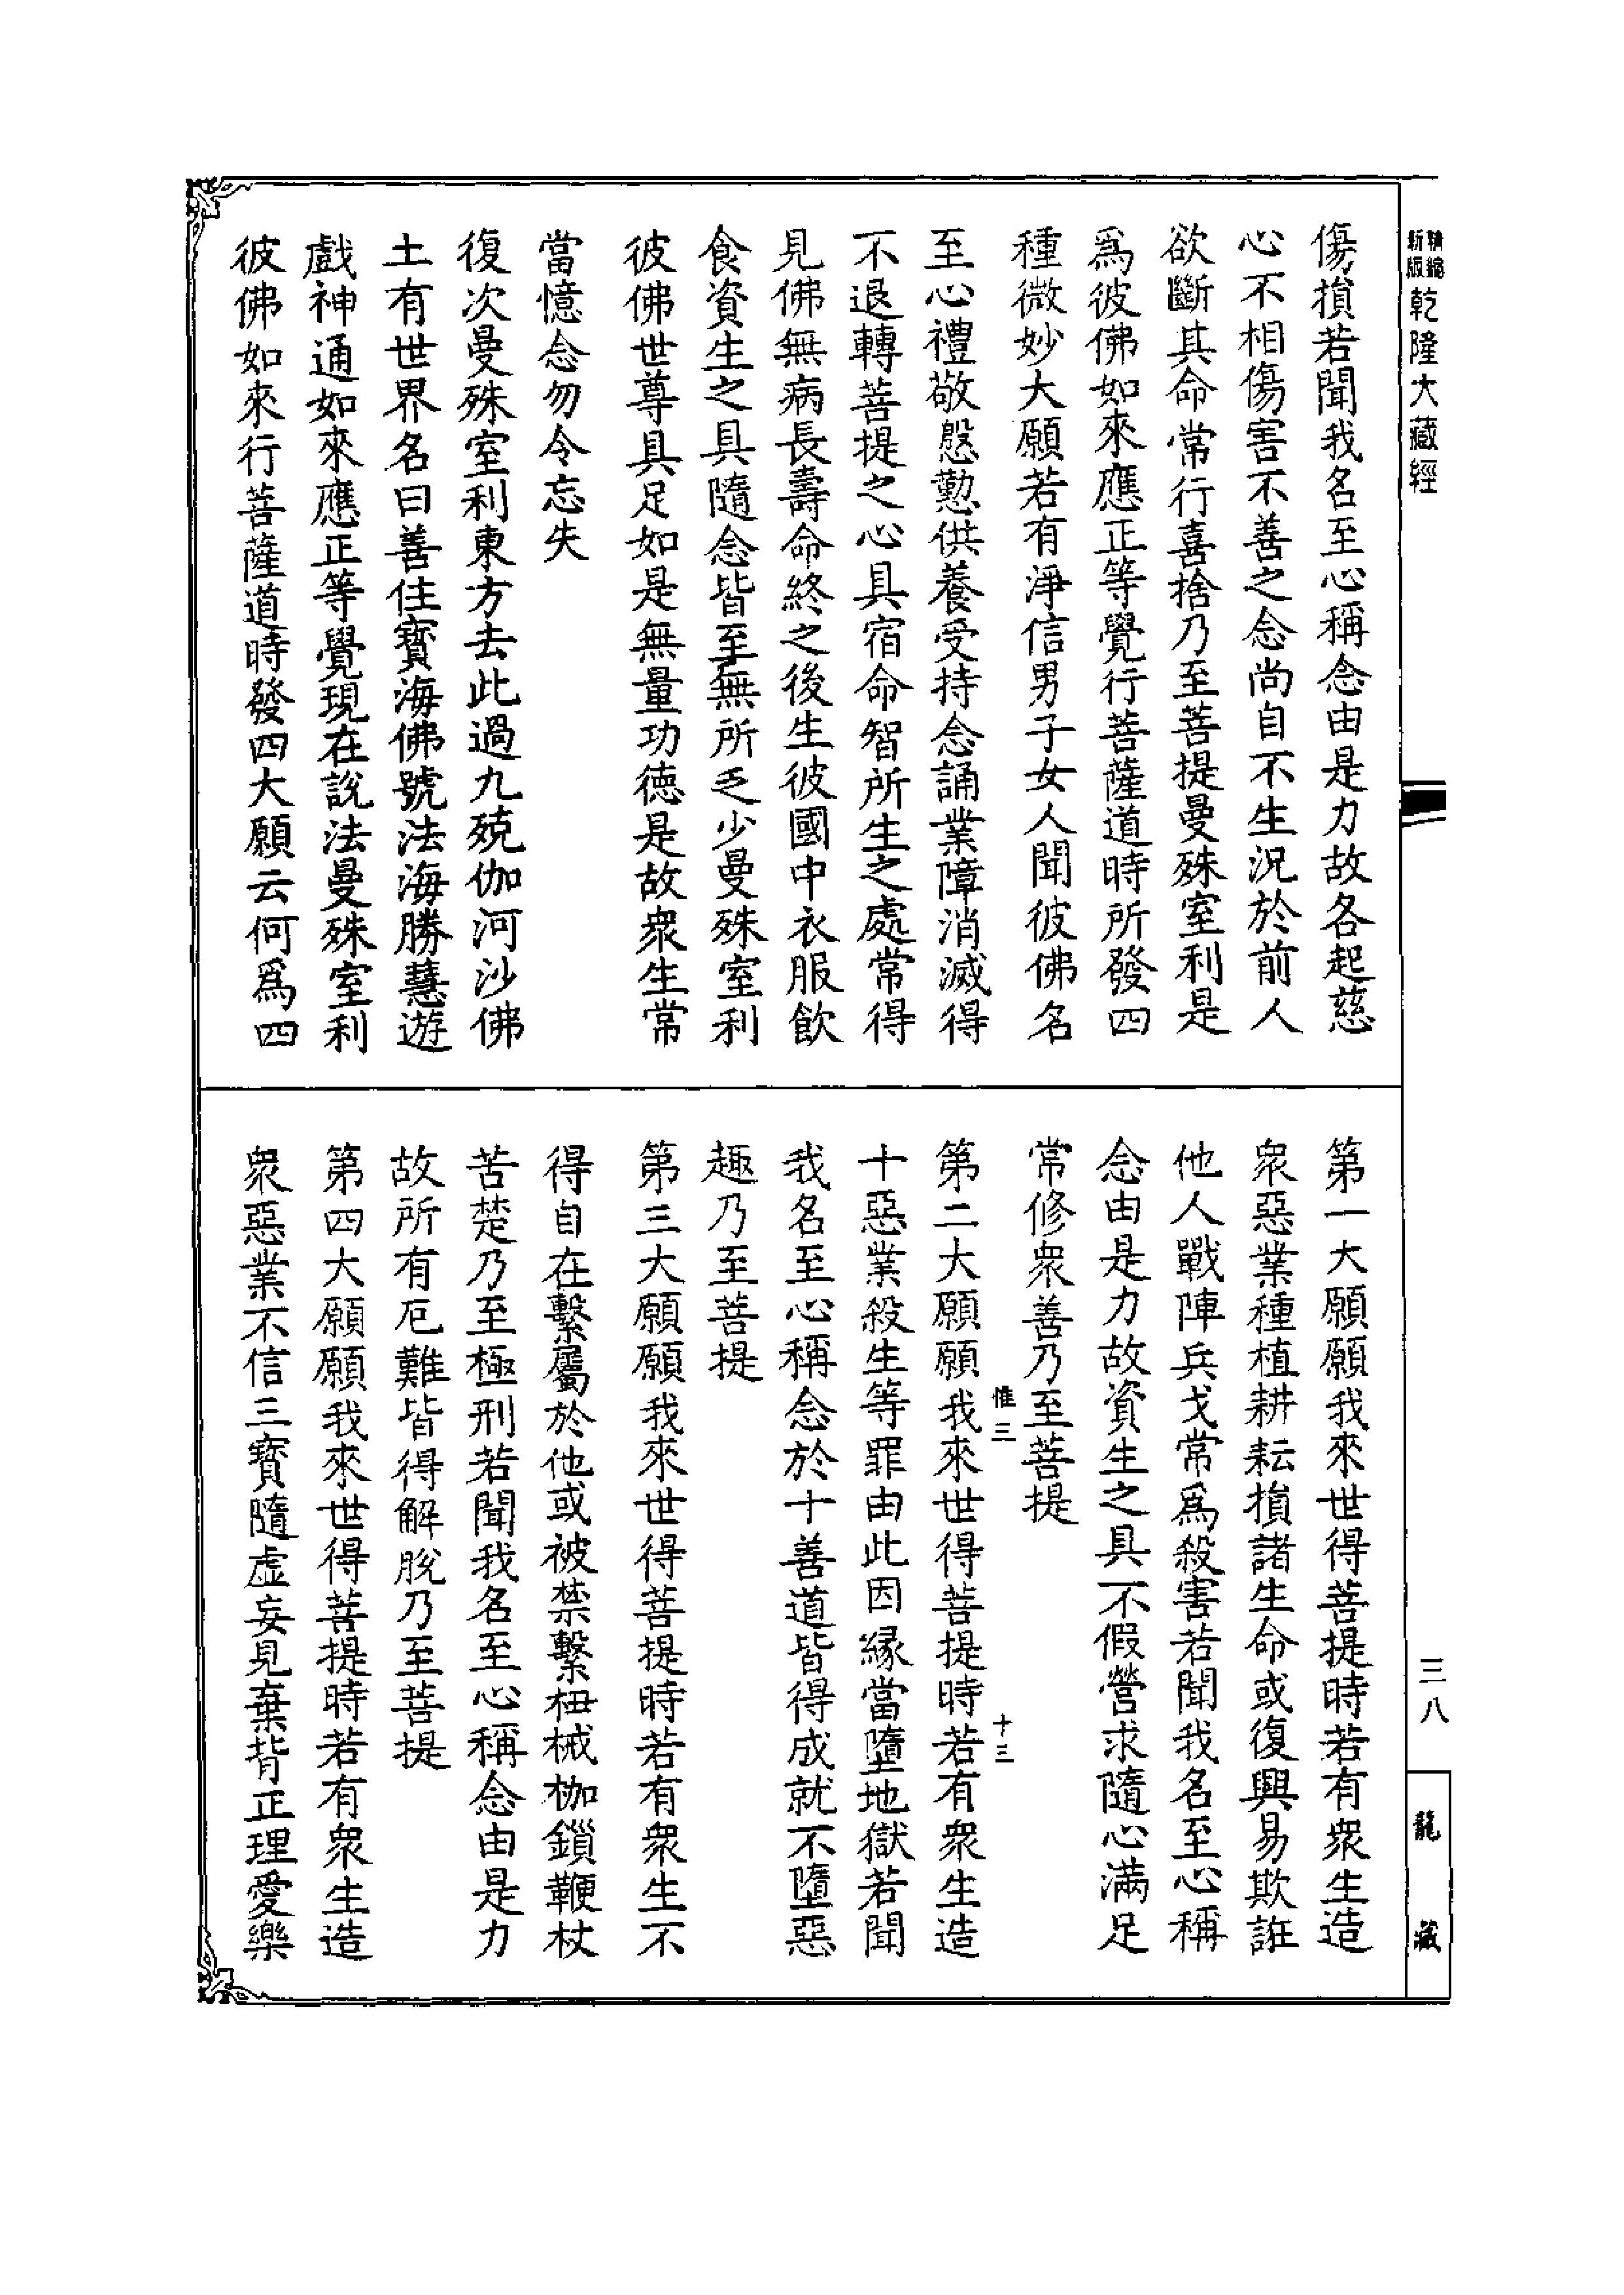 新版
精縮
乾隆大藏經
傷損若聞我名至心稱念由是力故各起慈
心不相傷害不善之念尚自不生況於前人
欲斷其命常行喜捨乃至菩提曼殊室利是
爲彼佛如來應正等覺行菩薩道時所發四
種微妙大願若有淨信男子女人聞彼佛名
至心禮敬慇懃供養受持念誦業障消滅得
不退轉菩提之心具宿命智所生之處常得
見佛無病長壽命終之後生彼國中衣服飲
食資生之具隨念皆至無所乏少曼殊室利
彼佛世尊具足如是無量功德是故衆生常
當憶念勿令忘失
復次曼殊室利東方去此過九殑伽河沙佛
土有世界名曰善住寳海佛號法海勝慧遊
戲神通如來應正等覺現在說法曼殊室利
彼佛如來行菩薩道時發四大願云何爲四
第一大願願我來世得菩提時若有衆生造
衆惡業種植耕耘損諸生命或復興易欺誑
他人戰陣兵戈常爲殺害若聞我名至心稱
念由是力故資生之具不假營求隨心滿足
常修衆善乃至菩提
惟三
十三
第二大願願我來世得菩提時若有衆生造
十惡業殺生等罪由此因緣當墮地獄若聞
我名至心稱念於十善道皆得成就不墮惡
趣乃至菩提
第三大願願我來世得菩提時若有衆生不
得自在繫屬於他或被禁繫杻械枷鎖鞭杖
苦楚乃至極刑若聞我名至心稱念由是力
故所有厄難皆得解脫乃至菩提
第四大願願我來世得菩提時若有衆生造
衆惡業不信三寳隨虛妄見棄背正理愛樂
三八
龍藏